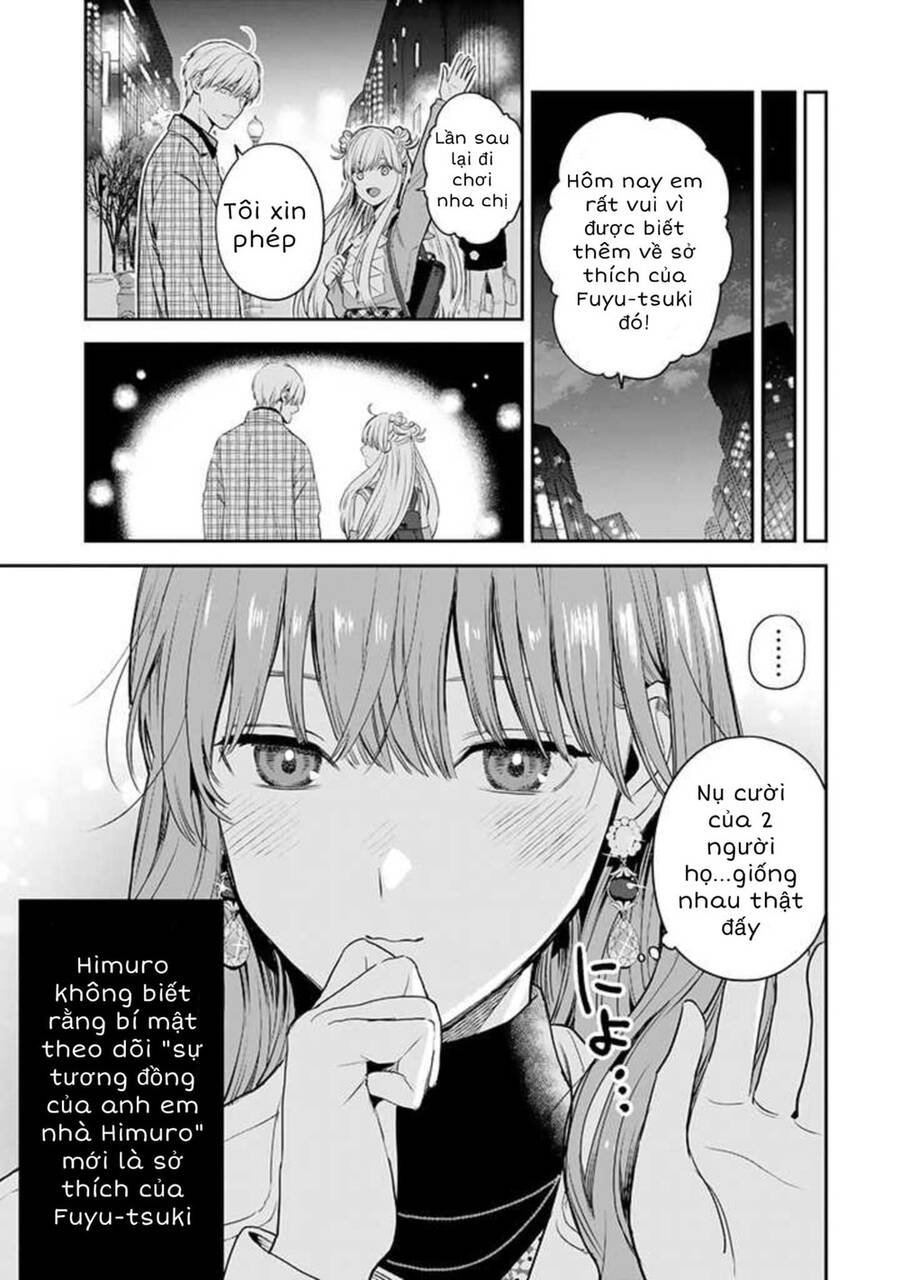 Hôm nay em
rất vui vì
được biết
thêm về sở
thích của
Fuyu-tsuki
đó!
Lần sau
lại đi
chơi
nha chị
Tôi xin
phép
.......
Nụ cười
của 2
người
họ...giống
nhau thật
đấy
にょ...
Himuro
không biết
rằng bí mật
theo dõi "sự
tương đồng
của anh em
nhà Himuro"
mới là sở
thích của
Fuyu-tsuki